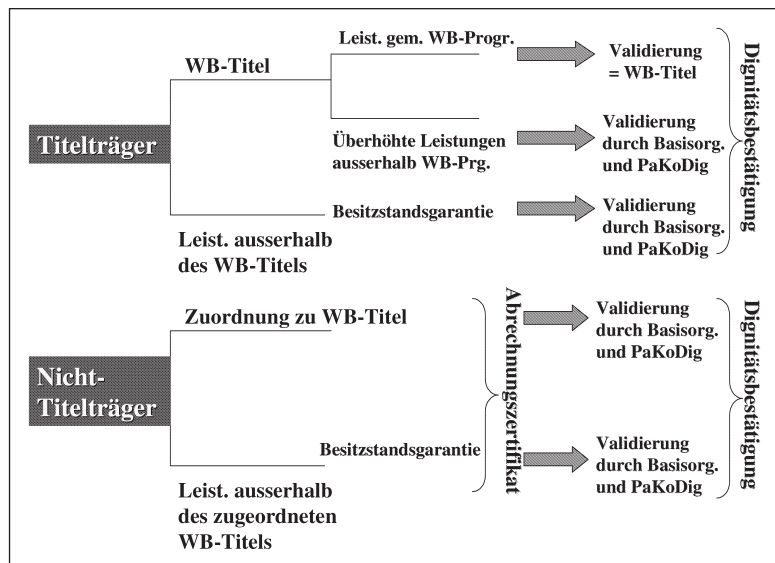 Leist. gem. WB-Progr.
WB-Titel
Validierung
= WB-Titel
Titelträger
Überhöhte Leistungen
ausserhalb WB-Prg.
Validierung
durch Basisorg.
und PaKoDig
Besitzstandsgarantie
Validierung
durch Basisorg.
und PaKoDig
Leist. ausserhalb
des WB-Titels
Dignitätsbestätigung
Zuordnung zu WB-Titel
Validierung
durch Basisorg.
und PaKoDig
Nicht-
Titelträger
Besitzstandsgarantie
Validierung
durch Basisorg.
und PaKoDig
Leist. ausserhalb
des zugeordneten
WB-Titels
Abrechnungszertifikat
Dignitätsbestätigung